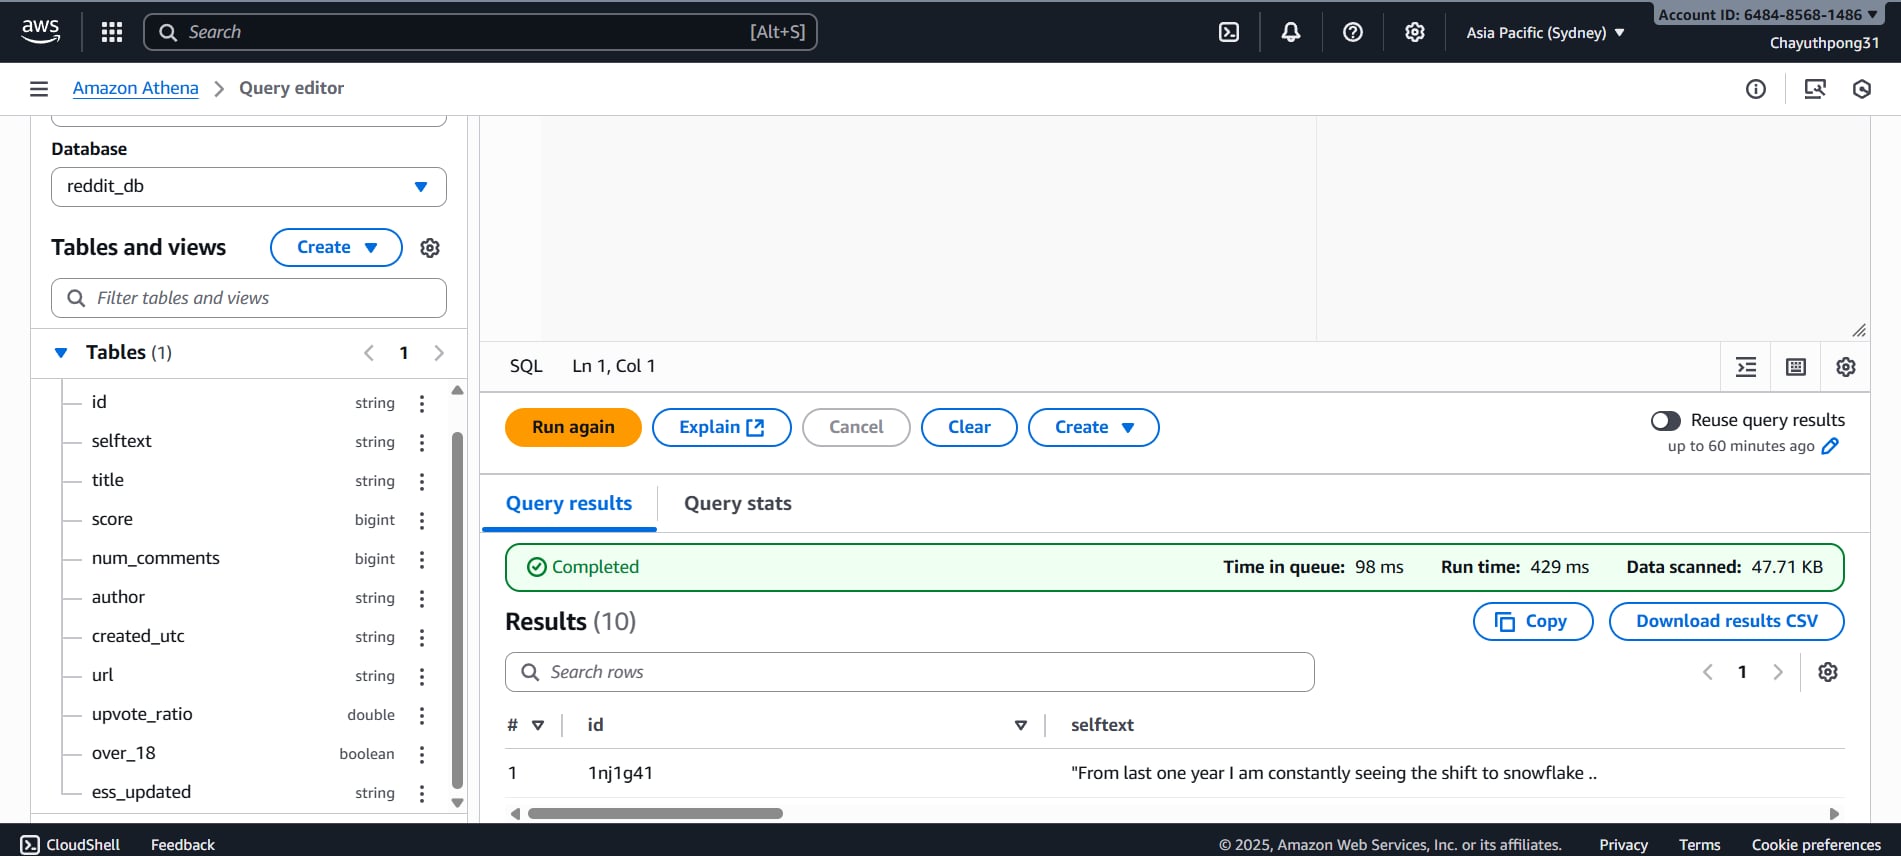 aws
Search
[Alt+S]
Asia Pacific (Sydney)
Account ID: 6484-8568-1486
Chayuthpong31
Amazon Athena
Query editor
Database
reddit_db
Tables and views
Create
Filter tables and views
Tables (1)
1
id string
selftext string
title string
score bigint
num_comments bigint
author string
created_utc string
url string
upvote_ratio double
over_18 boolean
ess_updated string
SQL Ln 1, Col 1
Run again
Explain
Cancel
Clear
Create
Reuse query results
up to 60 minutes ago
Query results
Query stats
Completed
Time in queue: 98 ms
Run time: 429 ms
Data scanned: 47.71 KB
Results (10)
Copy
Download results CSV
Search rows
1
# id selftext
1 1nj1g41 "From last one year I am constantly seeing the shift to snowflake ..
CloudShell
Feedback
© 2025, Amazon Web Services, Inc. or its affiliates.
Privacy
Terms
Cookie preferences